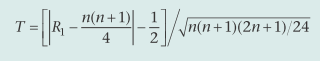 T = [|R₁ − n(n+1)/4| − 1/2] / √(n(n+1)(2n+1)/24)